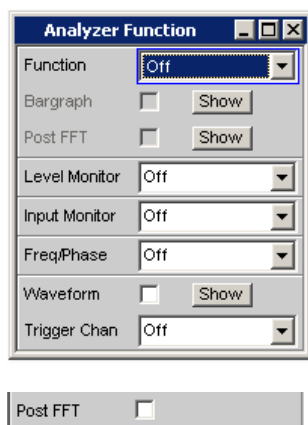 Analyzer Function
Function Off
Bargraph Show
Post FFT Show
Level Monitor Off
Input Monitor Off
Freq/Phase Off
Waveform Show
Trigger Chan Off
Post FFT